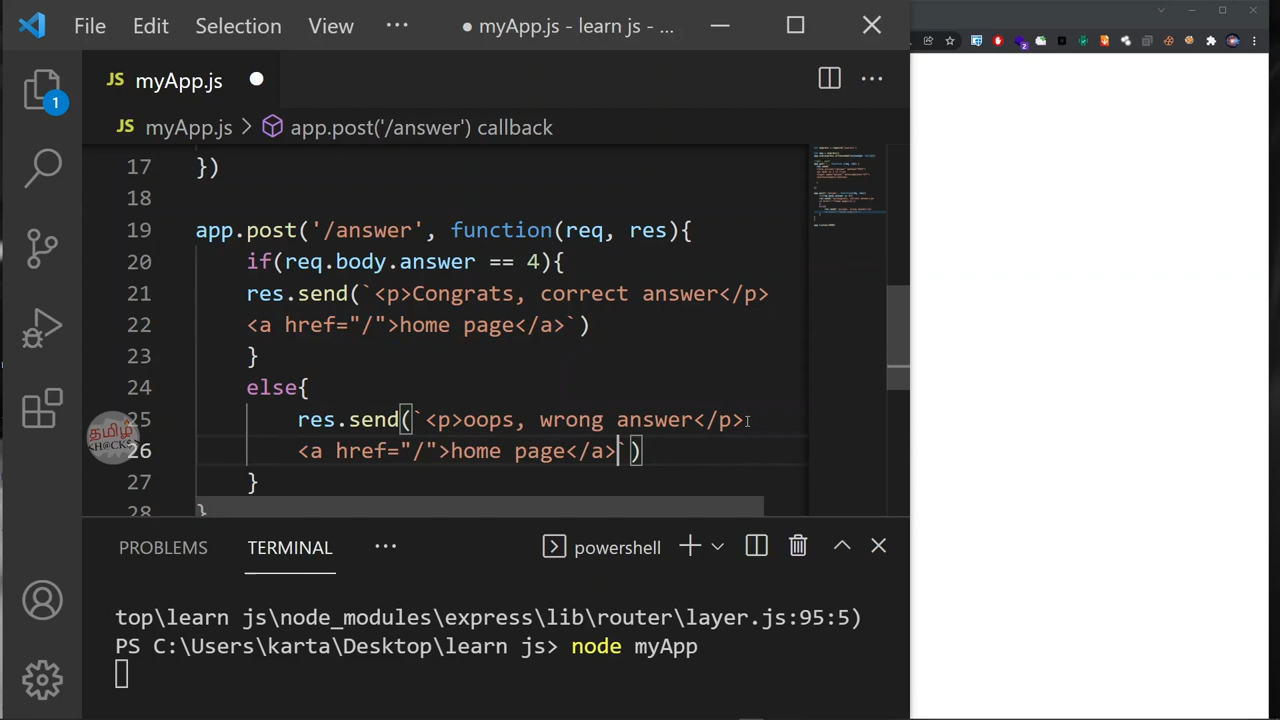 File Edit Selection View ··· ● myApp.js - learn js - ...
JS myApp.js
JS myApp.js > app.post('/answer') callback
17 })
18
19 app.post('/answer', function(req, res){
20 if(req.body.answer == 4){
21 res.send(`<p>Congrats, correct answer</p>
22 <a href="/">home page</a>`)
23 }
24 else{
25 res.send(`<p>oops, wrong answer</p>
26 <a href="/">home page</a>`)
27 }
28 }
1
தமிழ்
H@CKS
PROBLEMS TERMINAL ··· powershell
top\learn js\node_modules\express\lib\router\layer.js:95:5)
PS C:\Users\karta\Desktop\learn js> node myApp